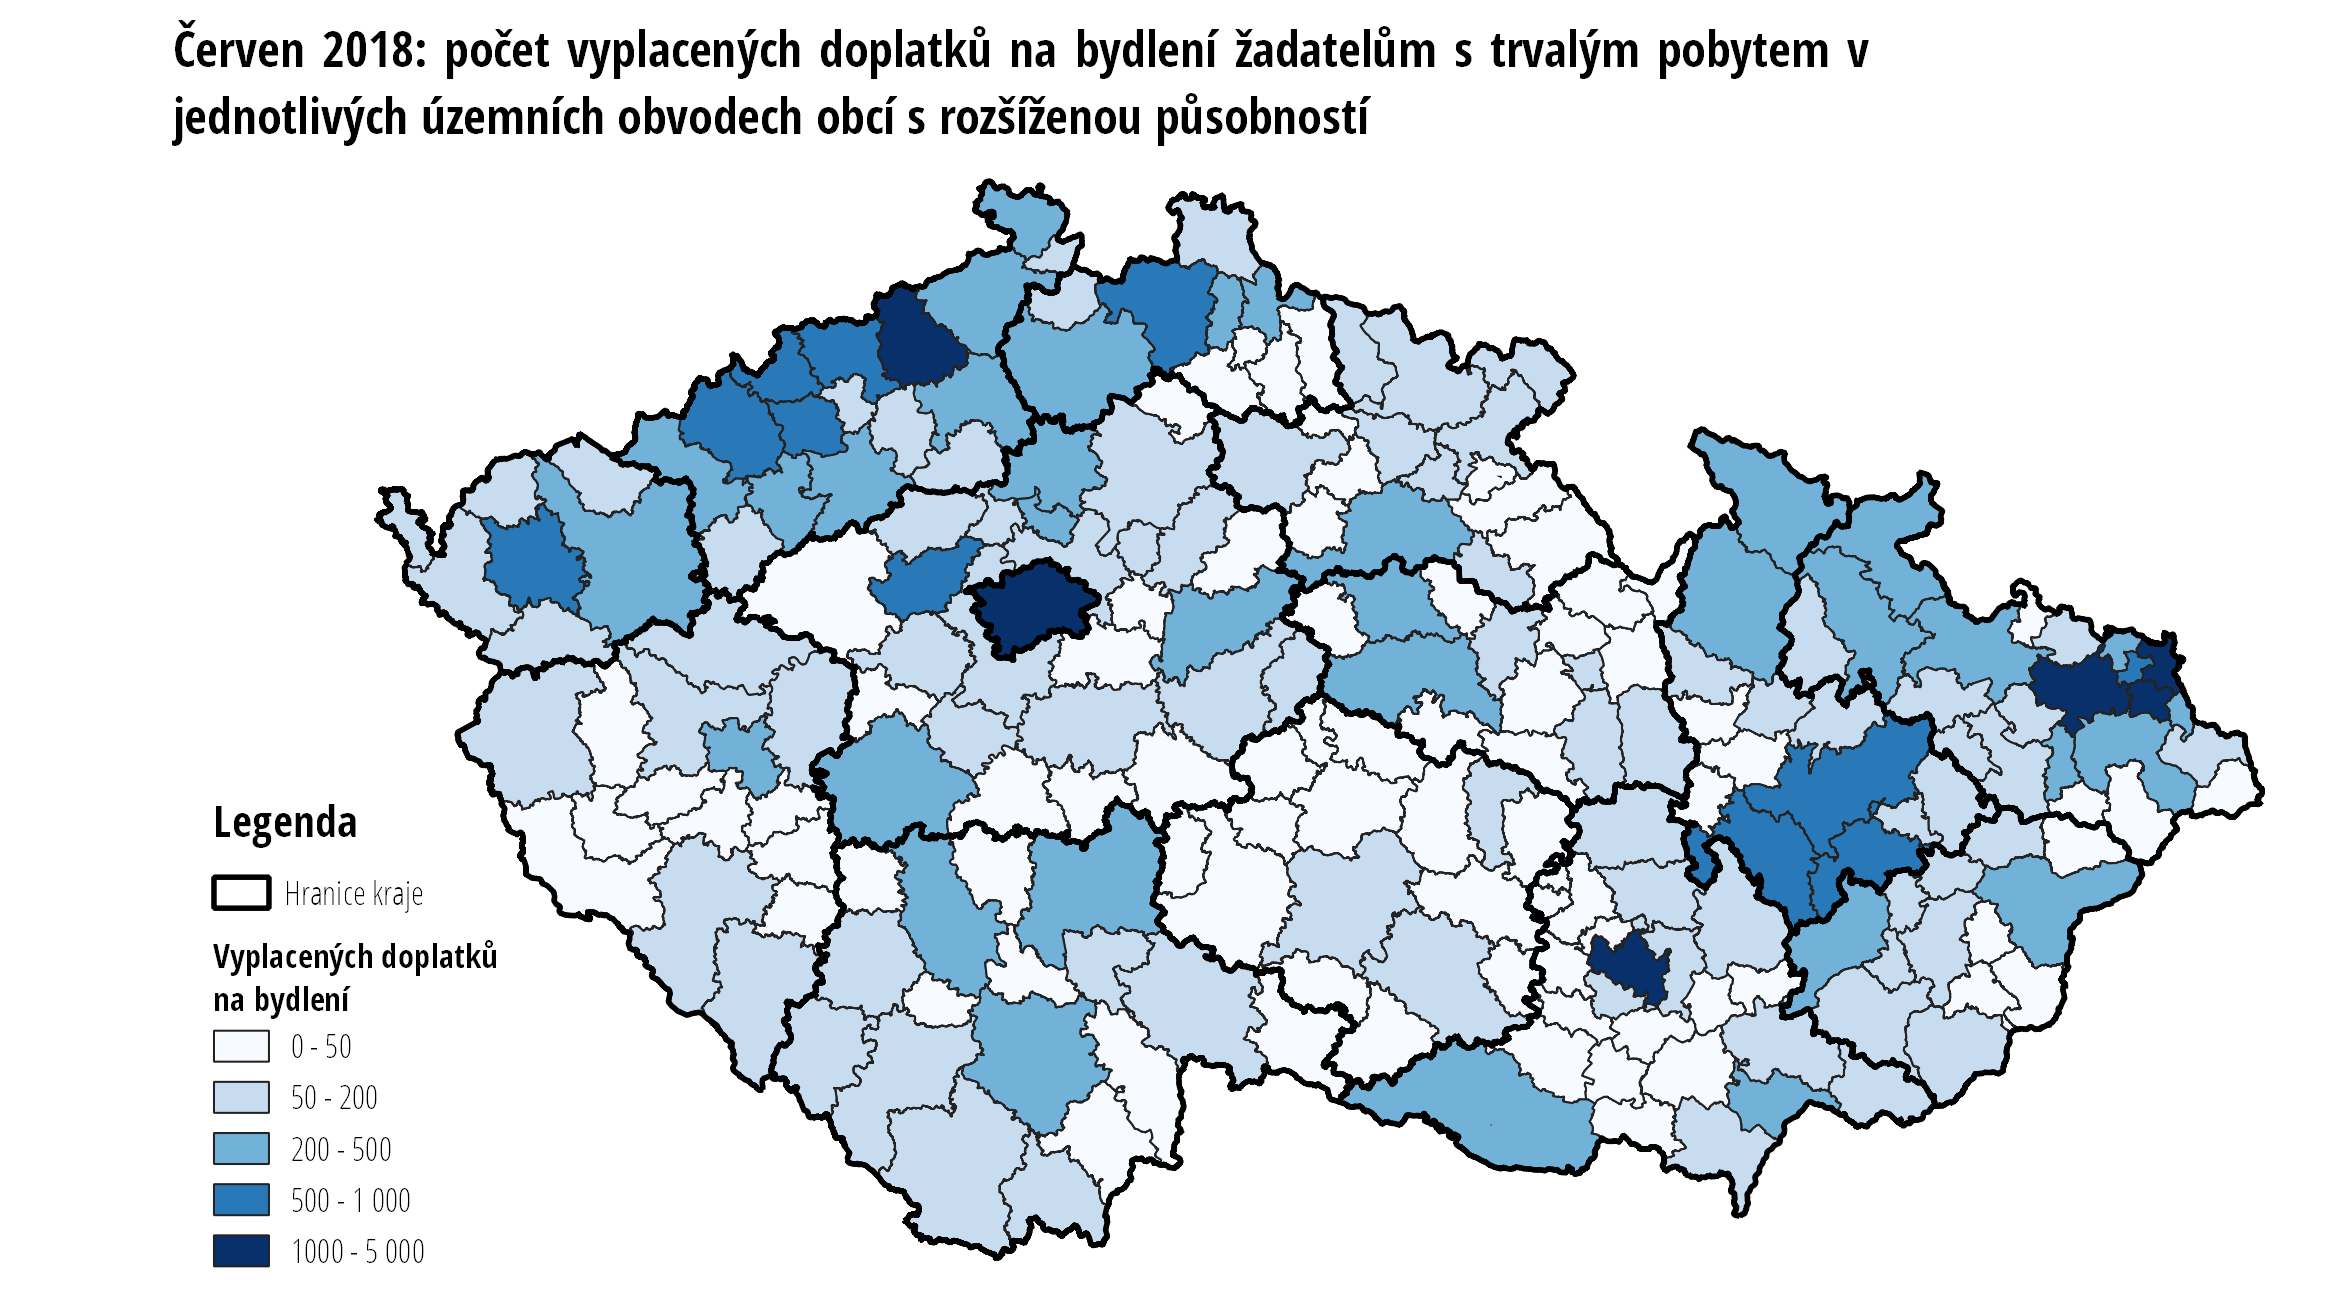 Červen 2018: počet vyplacených doplatků na bydlení žadatelům s trvalým pobytem v
jednotlivých územních obvodech obcí s rozšíženou působností
Legenda
Hranice kraje
Vyplacených doplatků
na bydlení
0 - 50
50 - 200
200 - 500
500 - 1 000
1000 - 5 000